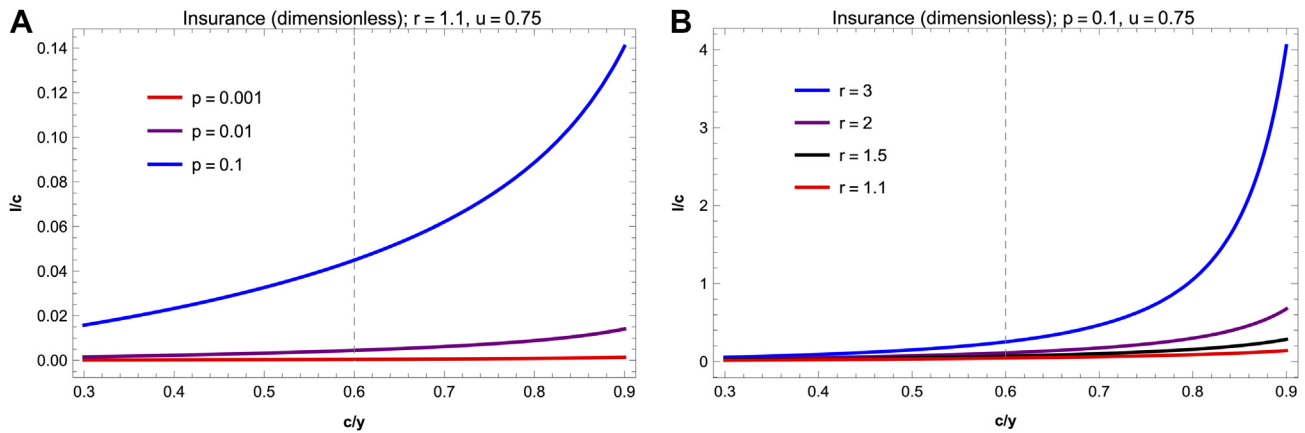 A
Insurance (dimensionless); r = 1.1, u = 0.75
I/c
0.14
0.12
0.10
0.08
0.06
0.04
0.02
0.00
p = 0.001
p = 0.01
p = 0.1
0.3 0.4 0.5 0.6 0.7 0.8 0.9
c/y
B
Insurance (dimensionless); p = 0.1, u = 0.75
I/c
4
3
2
1
0
r = 3
r = 2
r = 1.5
r = 1.1
0.3 0.4 0.5 0.6 0.7 0.8 0.9
c/y